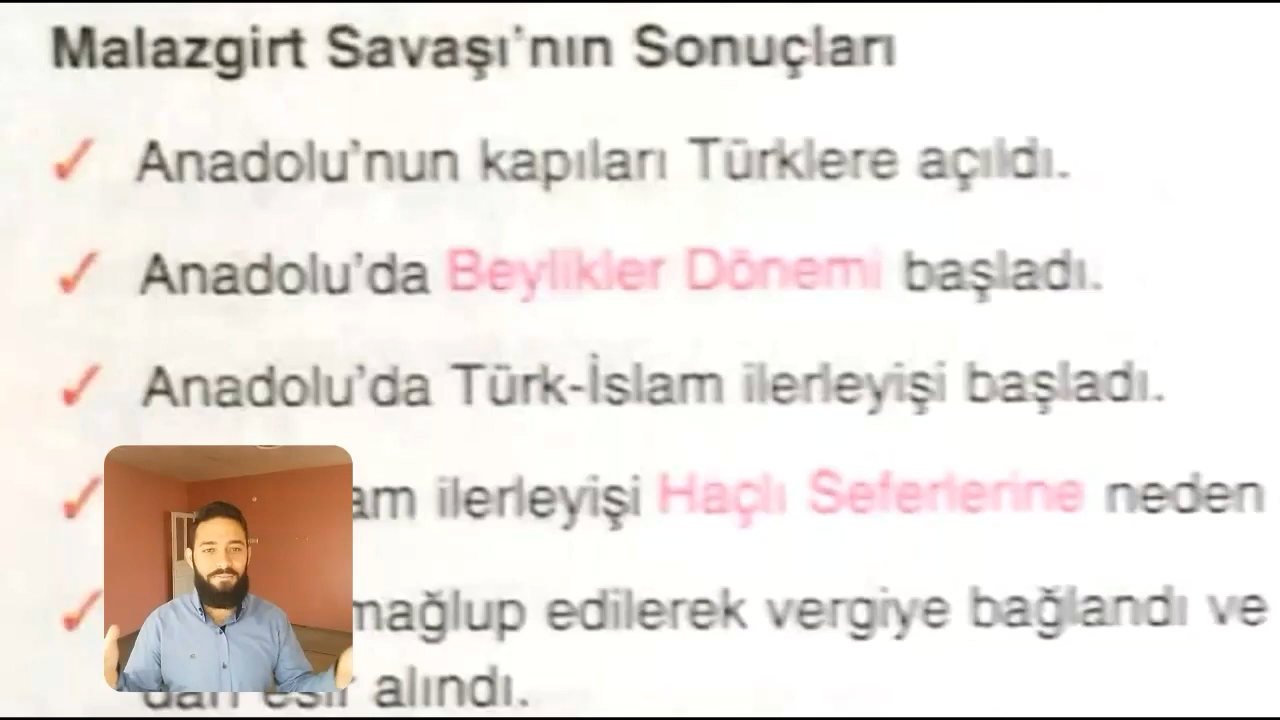 Malazgirt Savaşı'nın Sonuçları
✓ Anadolu'nun kapıları Türklere açıldı.
✓ Anadolu'da Beylikler Dönemi başladı.
✓ Anadolu'da Türk-İslam ilerleyişi başladı.
✓ ilerleyişi Haçlı Seferlerine neden
✓ mağlup edilerek vergiye bağlandı ve
esir alındı.